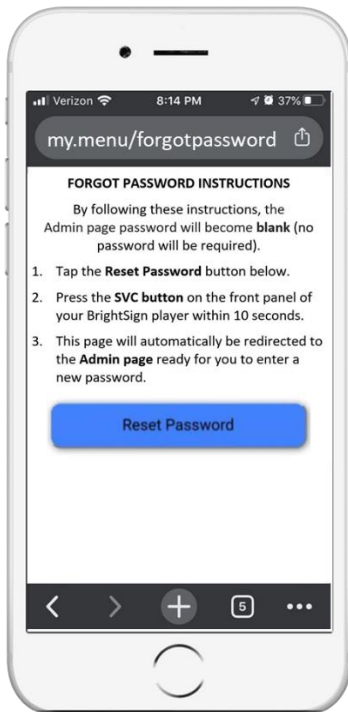 Verizon 8:14 PM 37%
my.menu/forgotpassword
FORGOT PASSWORD INSTRUCTIONS
By following these instructions, the
Admin page password will become blank (no
password will be required).
1. Tap the Reset Password button below.
2. Press the SVC button on the front panel of
your BrightSign player within 10 seconds.
3. This page will automatically be redirected to
the Admin page ready for you to enter a
new password.
Reset Password
5